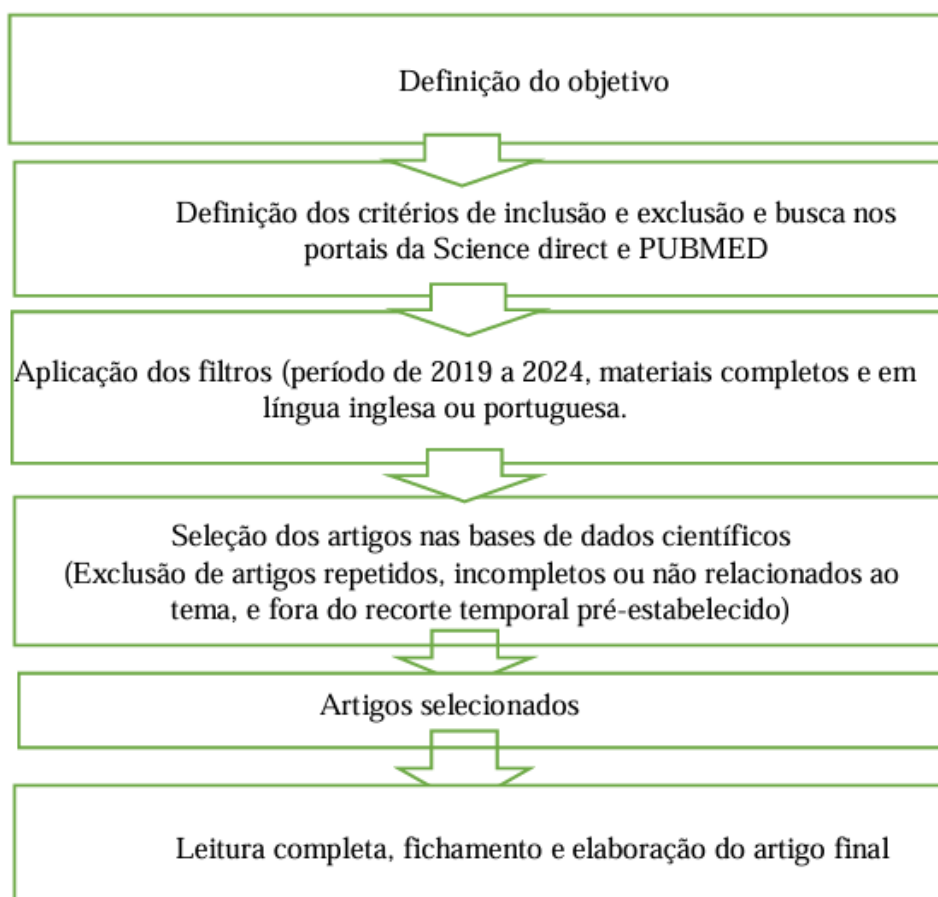 Definição do objetivo
Definição dos critérios de inclusão e exclusão e busca nos
portais da Science direct e PUBMED
Aplicação dos filtros (período de 2019 a 2024, materiais completos e em
língua inglesa ou portuguesa.
Seleção dos artigos nas bases de dados científicos
(Exclusão de artigos repetidos, incompletos ou não relacionados ao
tema, e fora do recorte temporal pré-estabelecido)
Artigos selecionados
Leitura completa, fichamento e elaboração do artigo final